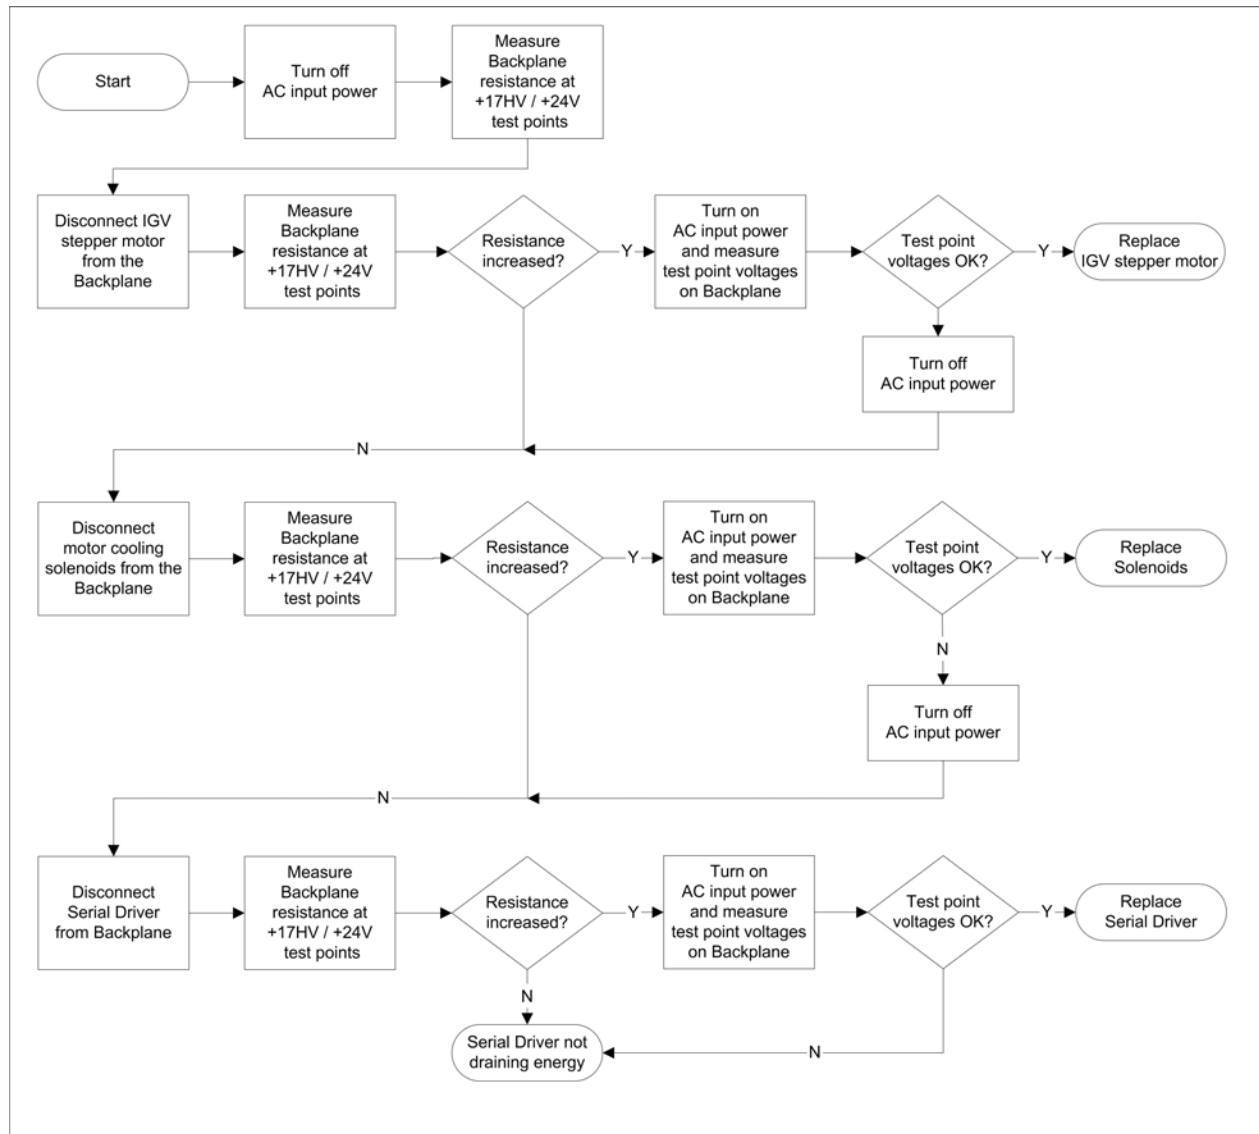 Start
Turn off
AC input power
Measure
Backplane
resistance at
+17HV / +24V
test points
Disconnect IGV
stepper motor
from the
Backplane
Measure
Backplane
resistance at
+17HV / +24V
test points
Resistance
increased?
Y
Turn on
AC input power
and measure
test point voltages
on Backplane
Test point
voltages OK?
Y
Replace
IGV stepper motor
Turn off
AC input power
N
Disconnect
motor cooling
solenoids from the
Backplane
Measure
Backplane
resistance at
+17HV / +24V
test points
Resistance
increased?
Y
Turn on
AC input power
and measure
test point voltages
on Backplane
Test point
voltages OK?
Y
Replace
Solenoids
N
Turn off
AC input power
N
Disconnect
Serial Driver
from Backplane
Measure
Backplane
resistance at
+17HV / +24V
test points
Resistance
increased?
Y
Turn on
AC input power
and measure
test point voltages
on Backplane
Test point
voltages OK?
Y
Replace
Serial Driver
N
Serial Driver not
draining energy
N